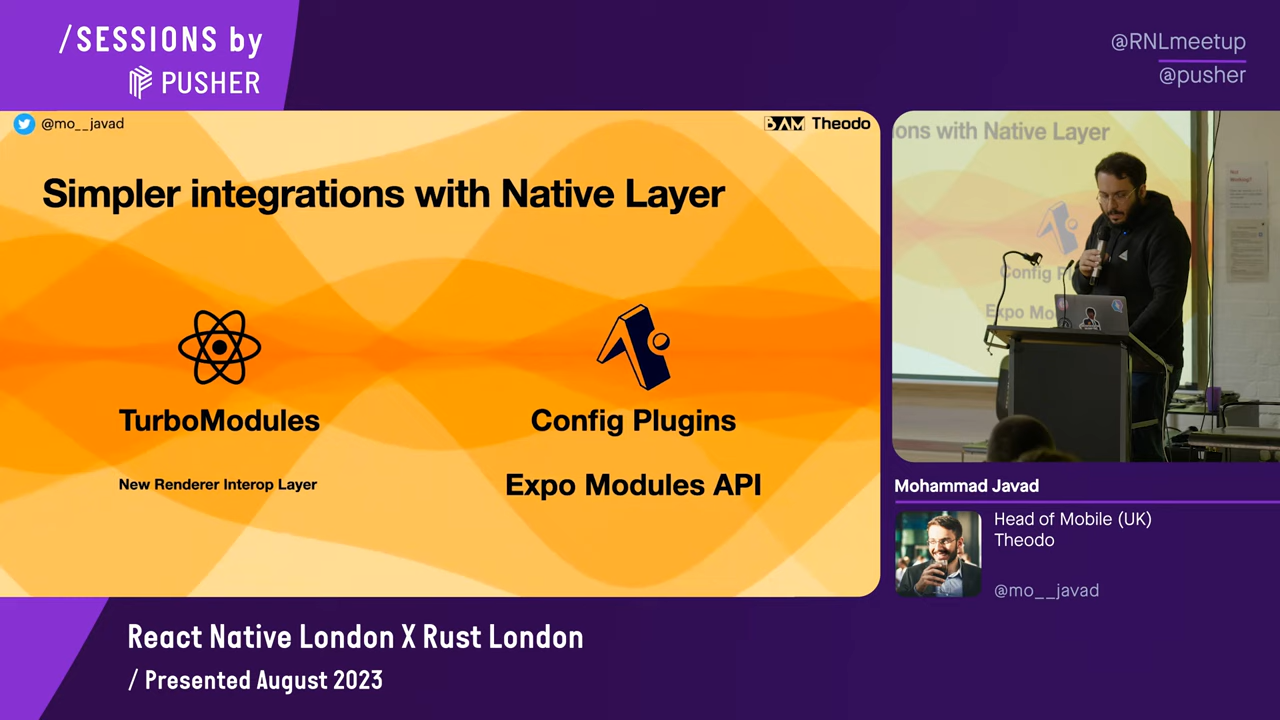 /SESSIONS by
PUSHER
@RNLmeetup
@pusher
@mo__javad
BAM Theodo
Simpler integrations with Native Layer
TurboModules
New Renderer Interop Layer
Config Plugins
Expo Modules API
ons with Native Layer
Config P
Expo Mo
Mohammad Javad
Head of Mobile (UK)
Theodo
@mo__javad
React Native London X Rust London
/ Presented August 2023